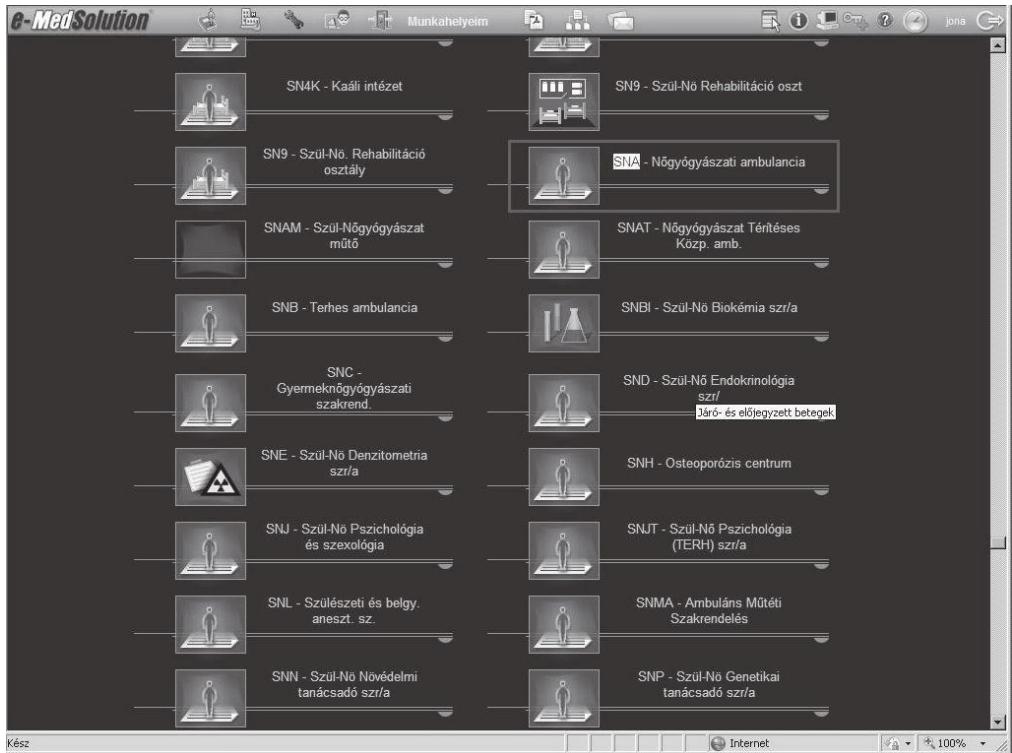 e-MedSolution
Munkahelyeim
jona
SN4K - Kaáli intézet
SN9 - Szül-Nö Rehabilitáció oszt
SN9 - Szül-Nö. Rehabilitáció
osztály
SNA - Nőgyógyászati ambulancia
SNAM - Szül-Nőgyógyászat
műtő
SNAT - Nőgyógyászat Térítéses
Közp. amb.
SNB - Terhes ambulancia
SNBI - Szül-Nö Biokémia szr/a
SNC -
Gyermeknőgyógyászati
szakrend.
SND - Szül-Nő Endokrinológia
szr/
Járó- és előjegyzett betegek
SNE - Szül-Nö Denzitometria
szr/a
SNH - Osteoporózis centrum
SNJ - Szül-Nö Pszichológia
és szexológia
SNJT - Szül-Nő Pszichológia
(TERH) szr/a
SNL - Szülészeti és belgy.
aneszt. sz.
SNMA - Ambuláns Műtéti
Szakrendelés
SNN - Szül-Nö Növédelmi
tanácsadó szr/a
SNP - Szül-Nö Genetikai
tanácsadó szr/a
Kész
Internet
100%